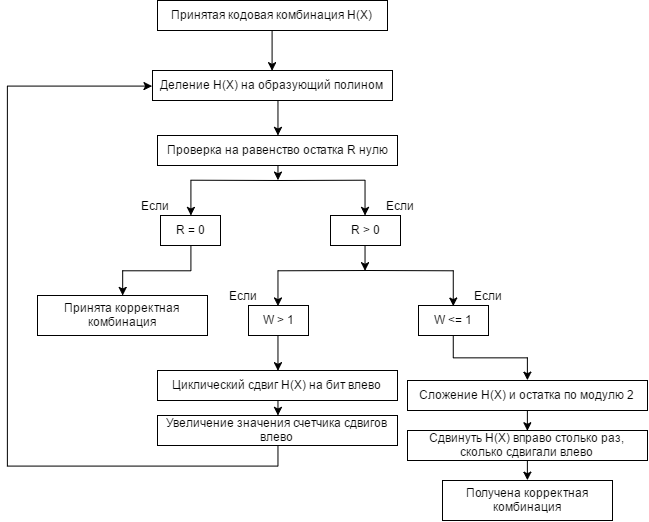 Принятая кодовая комбинация H(X)
Деление H(X) на образующий полином
Проверка на равенство остатка R нулю
Если
Если
R = 0
R > 0
Если
Если
Принята корректная
комбинация
W > 1
W <= 1
Циклический сдвиг H(X) на бит влево
Сложение H(X) и остатка по модулю 2
Увеличение значения счетчика сдвигов
влево
Сдвинуть H(X) вправо столько раз,
сколько сдвигали влево
Получена корректная
комбинация